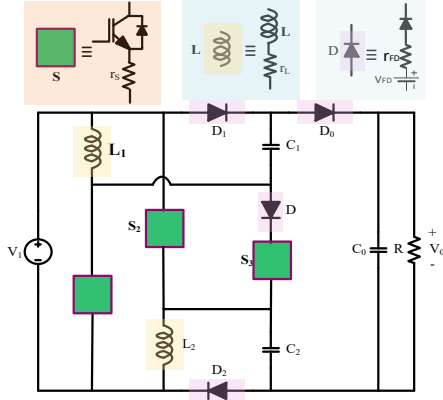 S
≡
r_S
L
≡
L
r_L
D
≡
r_FD
V_FD
+
-
D_1
D_0
L_1
C_1
D
S_2
S_3
V_1
+
-
C_0
R
+
V_0
-
L_2
C_2
D_2